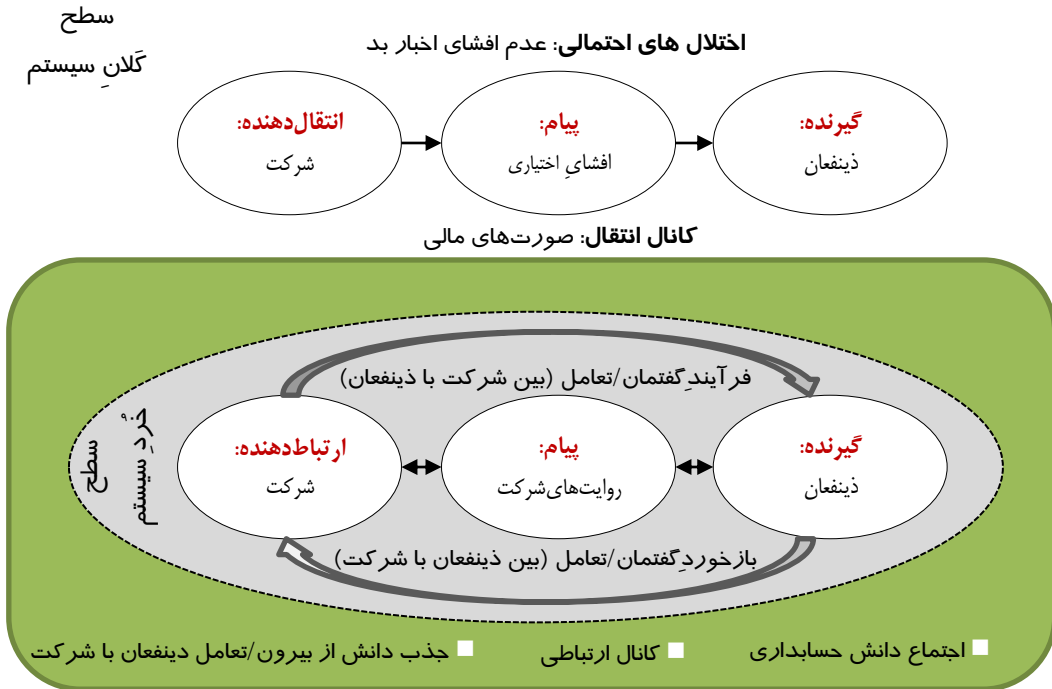 سطح
کَلانِ سیستم
اختلال های احتمالی: عدم افشای اخبار بد
گیرنده:
ذینفعان
پیام:
افشایِ اختیاری
انتقال‌دهنده:
شرکت
کانال انتقال: صورت‌های مالی
سطح
خُردِ سیستم
فرآیندِگفتمان/تعامل (بین شرکت با ذینفعان)
گیرنده:
ذینفعان
پیام:
روایت‌های‌شرکت
ارتباط‌دهنده:
شرکت
بازخوردِگفتمان/تعامل (بین ذینفعان با شرکت)
اجتماع دانش حسابداری
کانال ارتباطی
جذب دانش از بیرون/تعامل دینفعان با شرکت